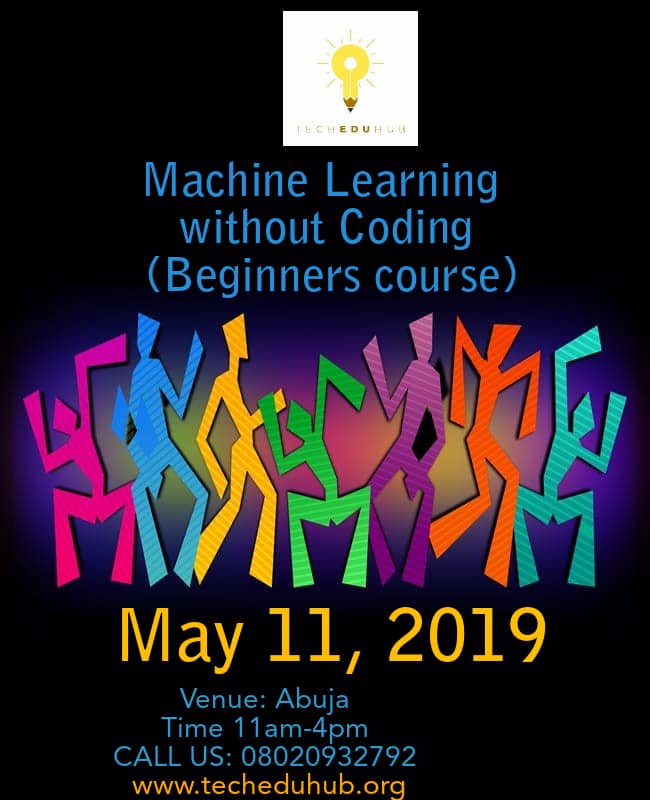 TECHEDUHUB
Machine Learning
without Coding
(Beginners course)
May 11, 2019
Venue: Abuja
Time 11am-4pm
CALL US: 08020932792
www.techeduhub.org